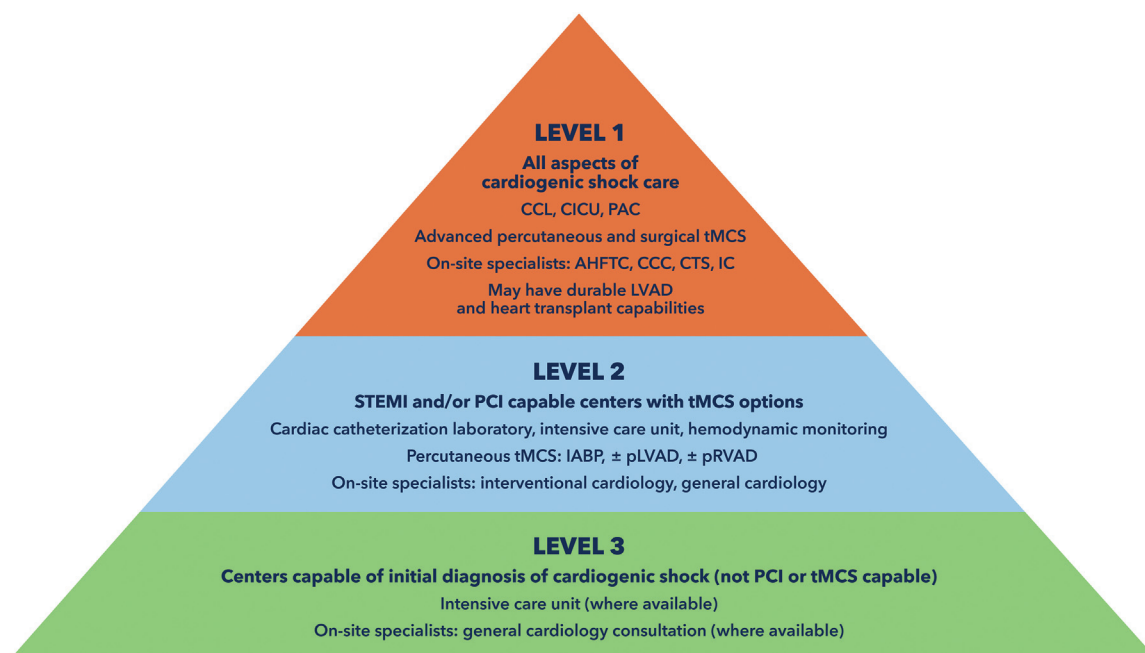 LEVEL 1
All aspects of
cardiogenic shock care
CCL, CICU, PAC
Advanced percutaneous and surgical tMCS
On-site specialists: AHFTC, CCC, CTS, IC
May have durable LVAD
and heart transplant capabilities
LEVEL 2
STEMI and/or PCI capable centers with tMCS options
Cardiac catheterization laboratory, intensive care unit, hemodynamic monitoring
Percutaneous tMCS: IABP, ± pLVAD, ± pRVAD
On-site specialists: interventional cardiology, general cardiology
LEVEL 3
Centers capable of initial diagnosis of cardiogenic shock (not PCI or tMCS capable)
Intensive care unit (where available)
On-site specialists: general cardiology consultation (where available)